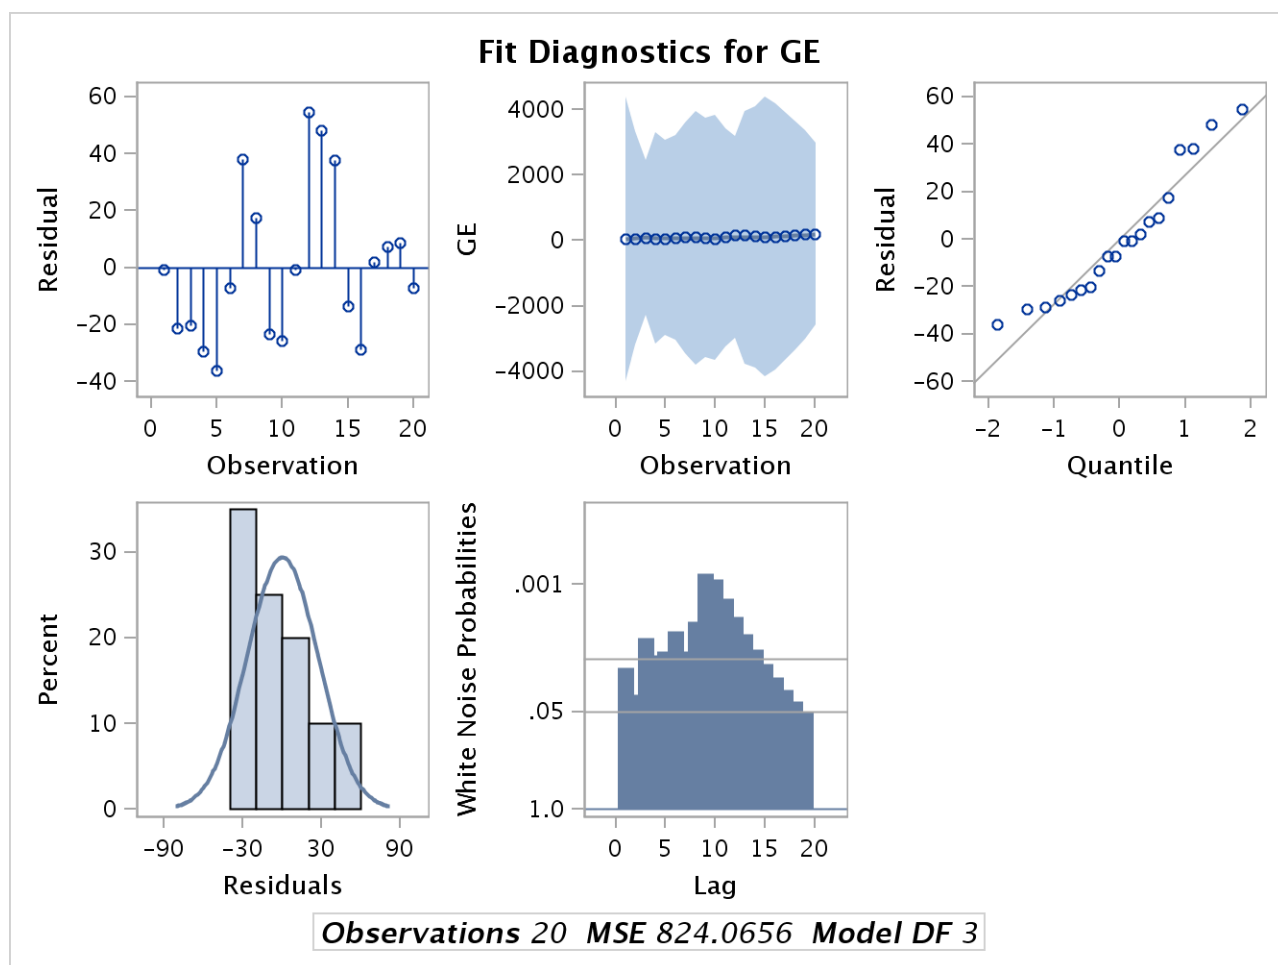 Fit Diagnostics for GE
Residual
60
40
20
0
−20
−40
0 5 10 15 20
Observation
GE
4000
2000
0
−2000
−4000
0 5 10 15 20
Observation
Residual
60
40
20
0
−20
−40
−60
−2 −1 0 1 2
Quantile
Percent
30
20
10
0
−90 −30 30 90
Residuals
White Noise Probabilities
.001
.05
1.0
0 5 10 15 20
Lag
Observations 20 MSE 824.0656 Model DF 3